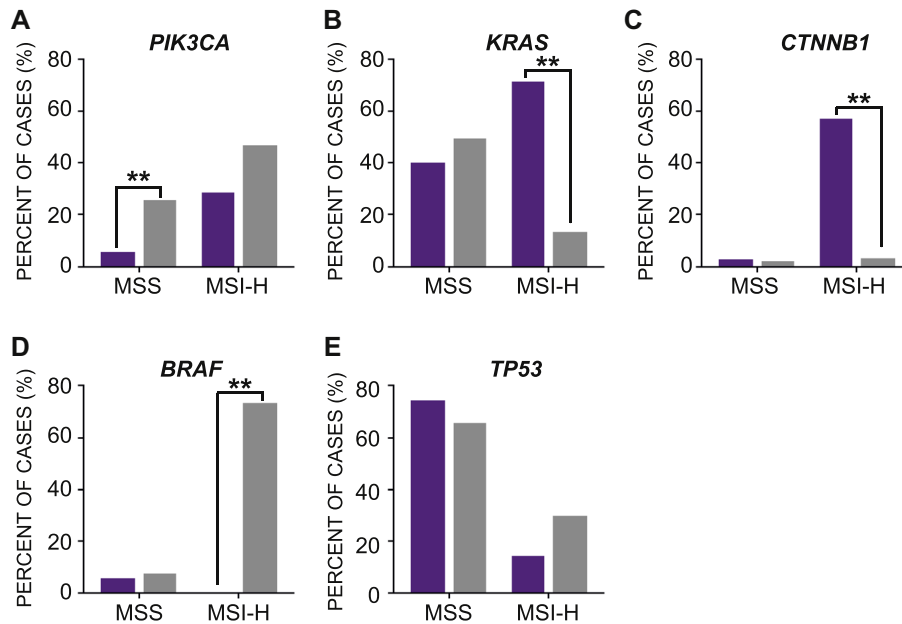 A
PIK3CA
PERCENT OF CASES (%)
80
60
40
20
0
**
MSS
MSI-H
B
KRAS
PERCENT OF CASES (%)
80
60
40
20
0
**
MSS
MSI-H
C
CTNNB1
PERCENT OF CASES (%)
80
60
40
20
0
**
MSS
MSI-H
D
BRAF
PERCENT OF CASES (%)
80
60
40
20
0
**
MSS
MSI-H
E
TP53
PERCENT OF CASES (%)
80
60
40
20
0
MSS
MSI-H